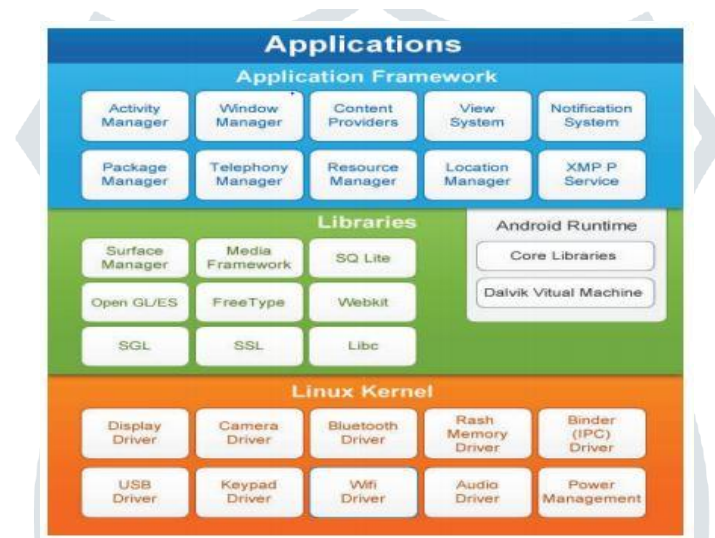 Applications
Application Framework
Activity
Manager
Window
Manager
Content
Providers
View
System
Notification
System
Package
Manager
Telephony
Manager
Resource
Manager
Location
Manager
XMP P
Service
Libraries
Surface
Manager
Media
Framework
SQ Lite
Open GL/ES
FreeType
Webkit
SGL
SSL
Libc
Android Runtime
Core Libraries
Dalvik Vitual Machine
Linux Kernel
Display
Driver
Camera
Driver
Bluetooth
Driver
Rash
Memory
Driver
Binder
(IPC)
Driver
USB
Driver
Keypad
Driver
Wifi
Driver
Audio
Driver
Power
Management